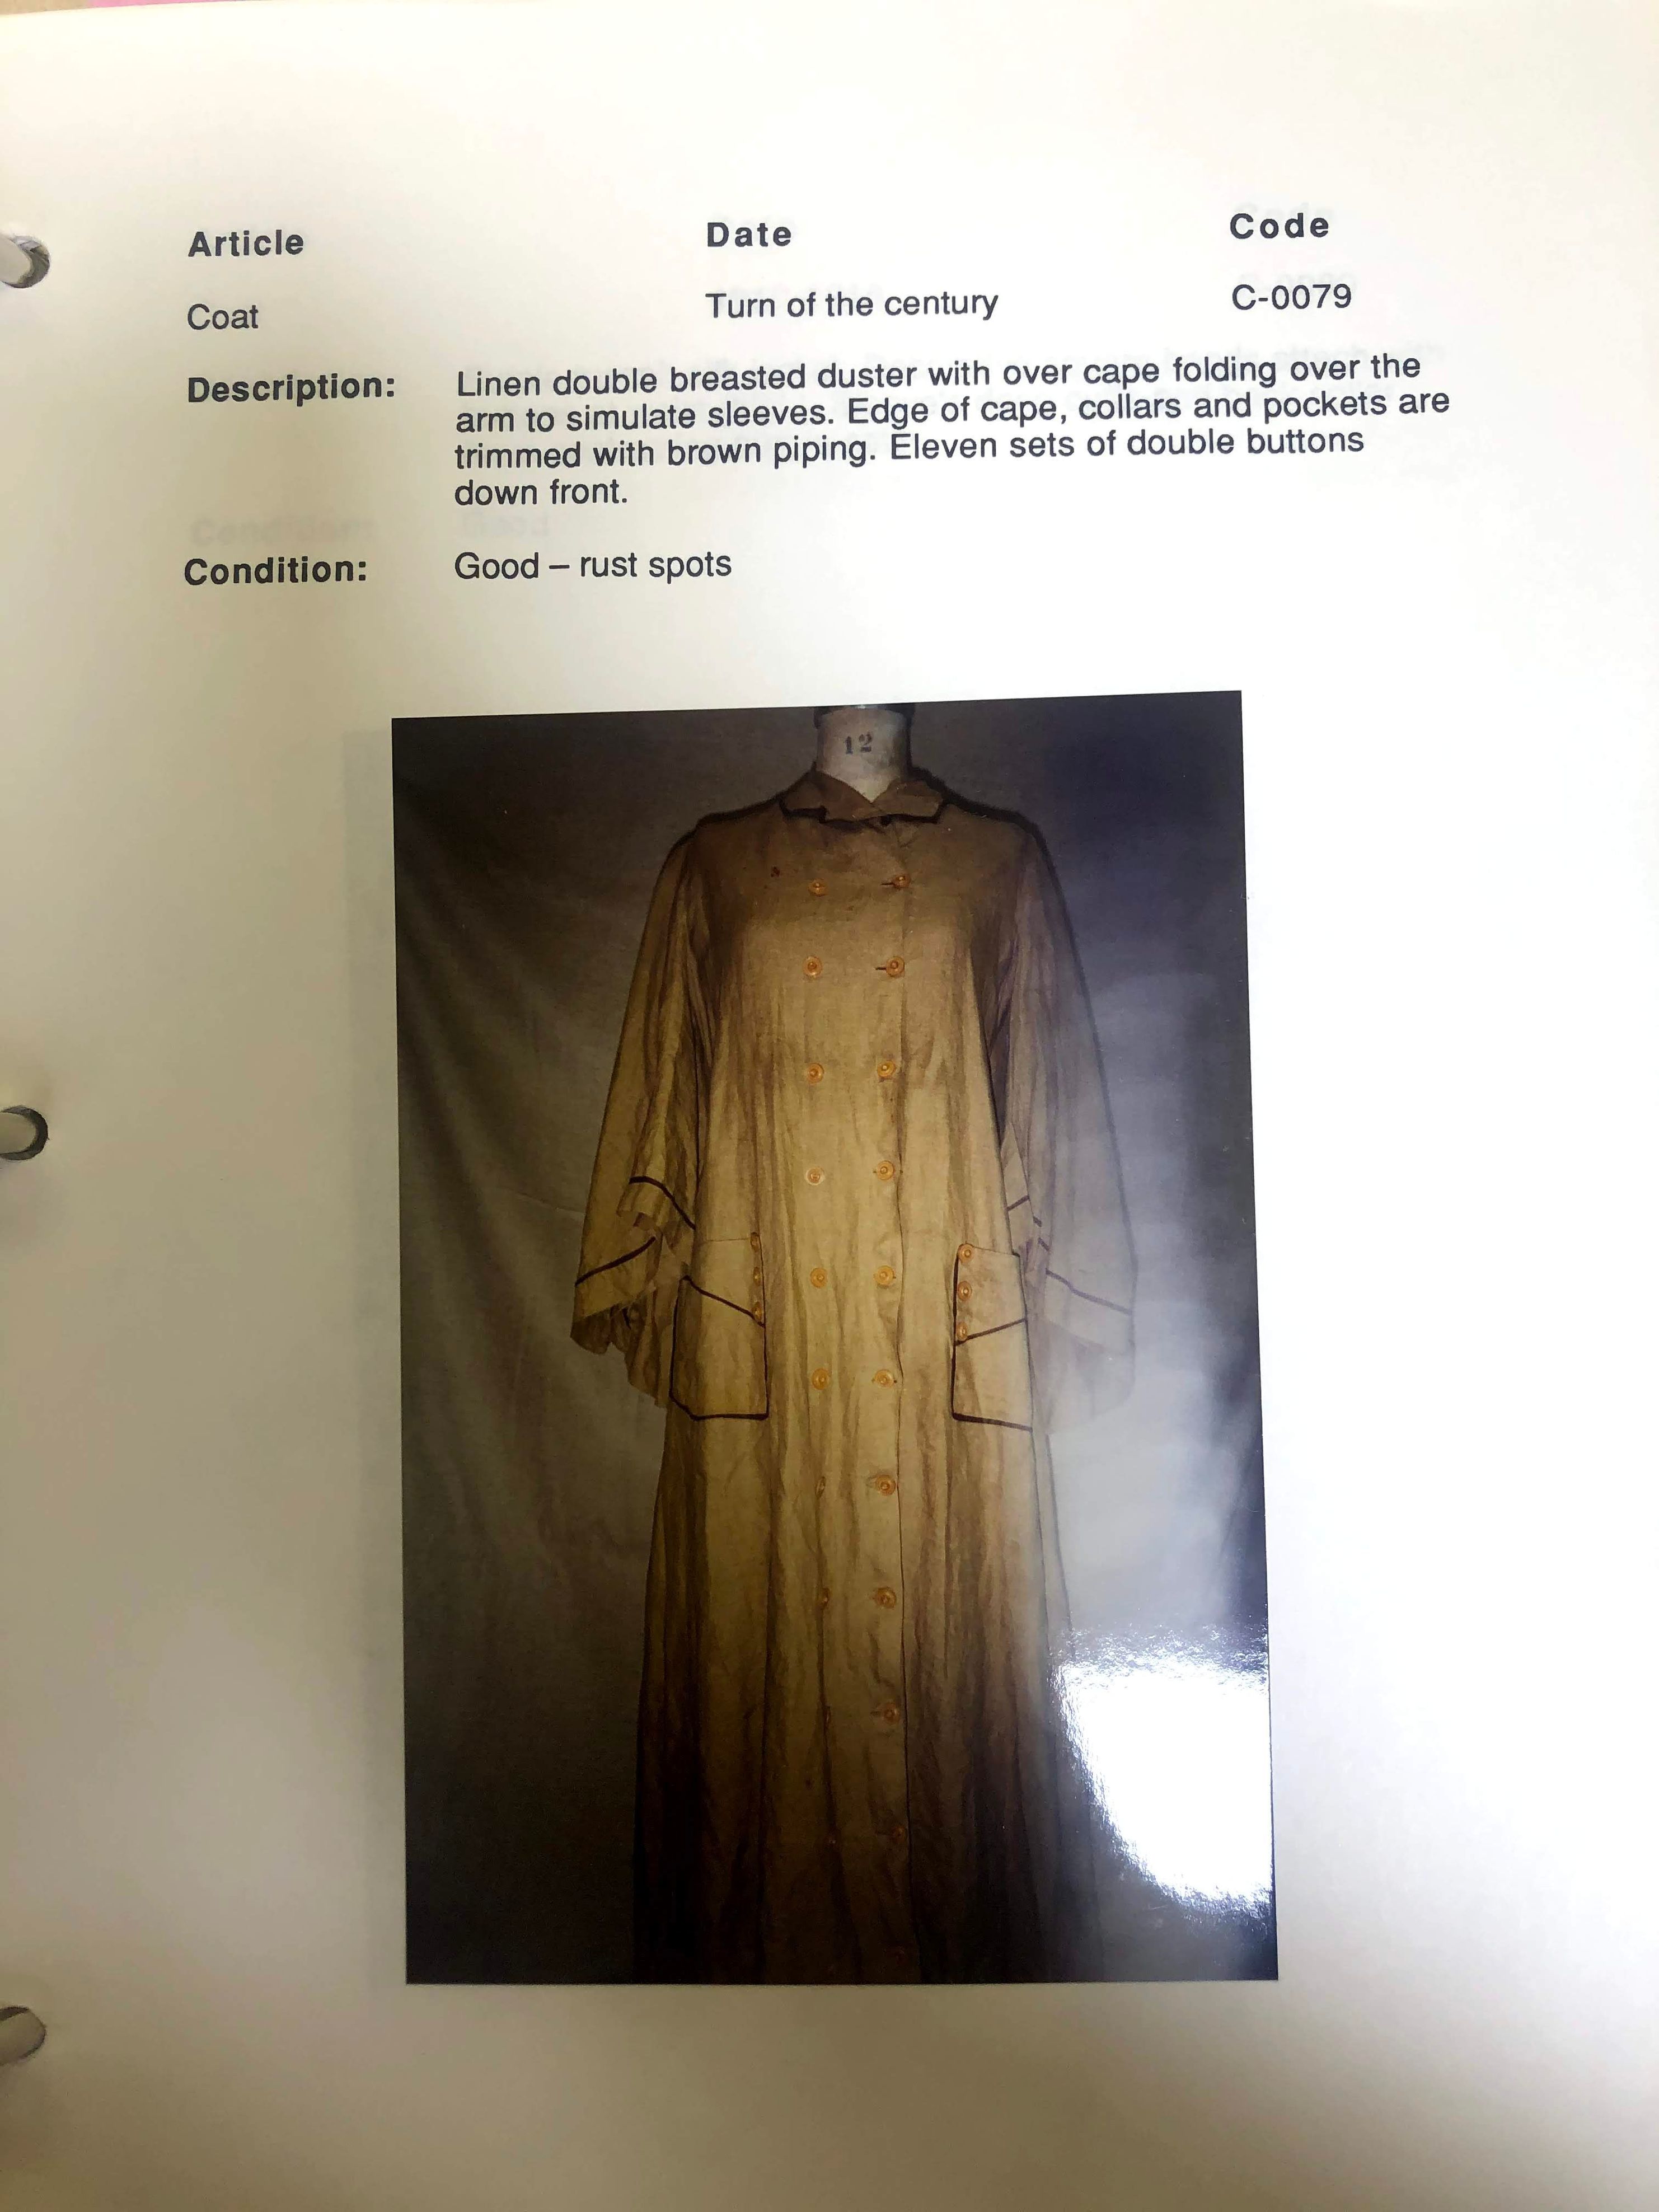 Article Date Code
Coat Turn of the century C-0079
Description: Linen double breasted duster with over cape folding over the
arm to simulate sleeves. Edge of cape, collars and pockets are
trimmed with brown piping. Eleven sets of double buttons
down front.
Condition: Good – rust spots
12